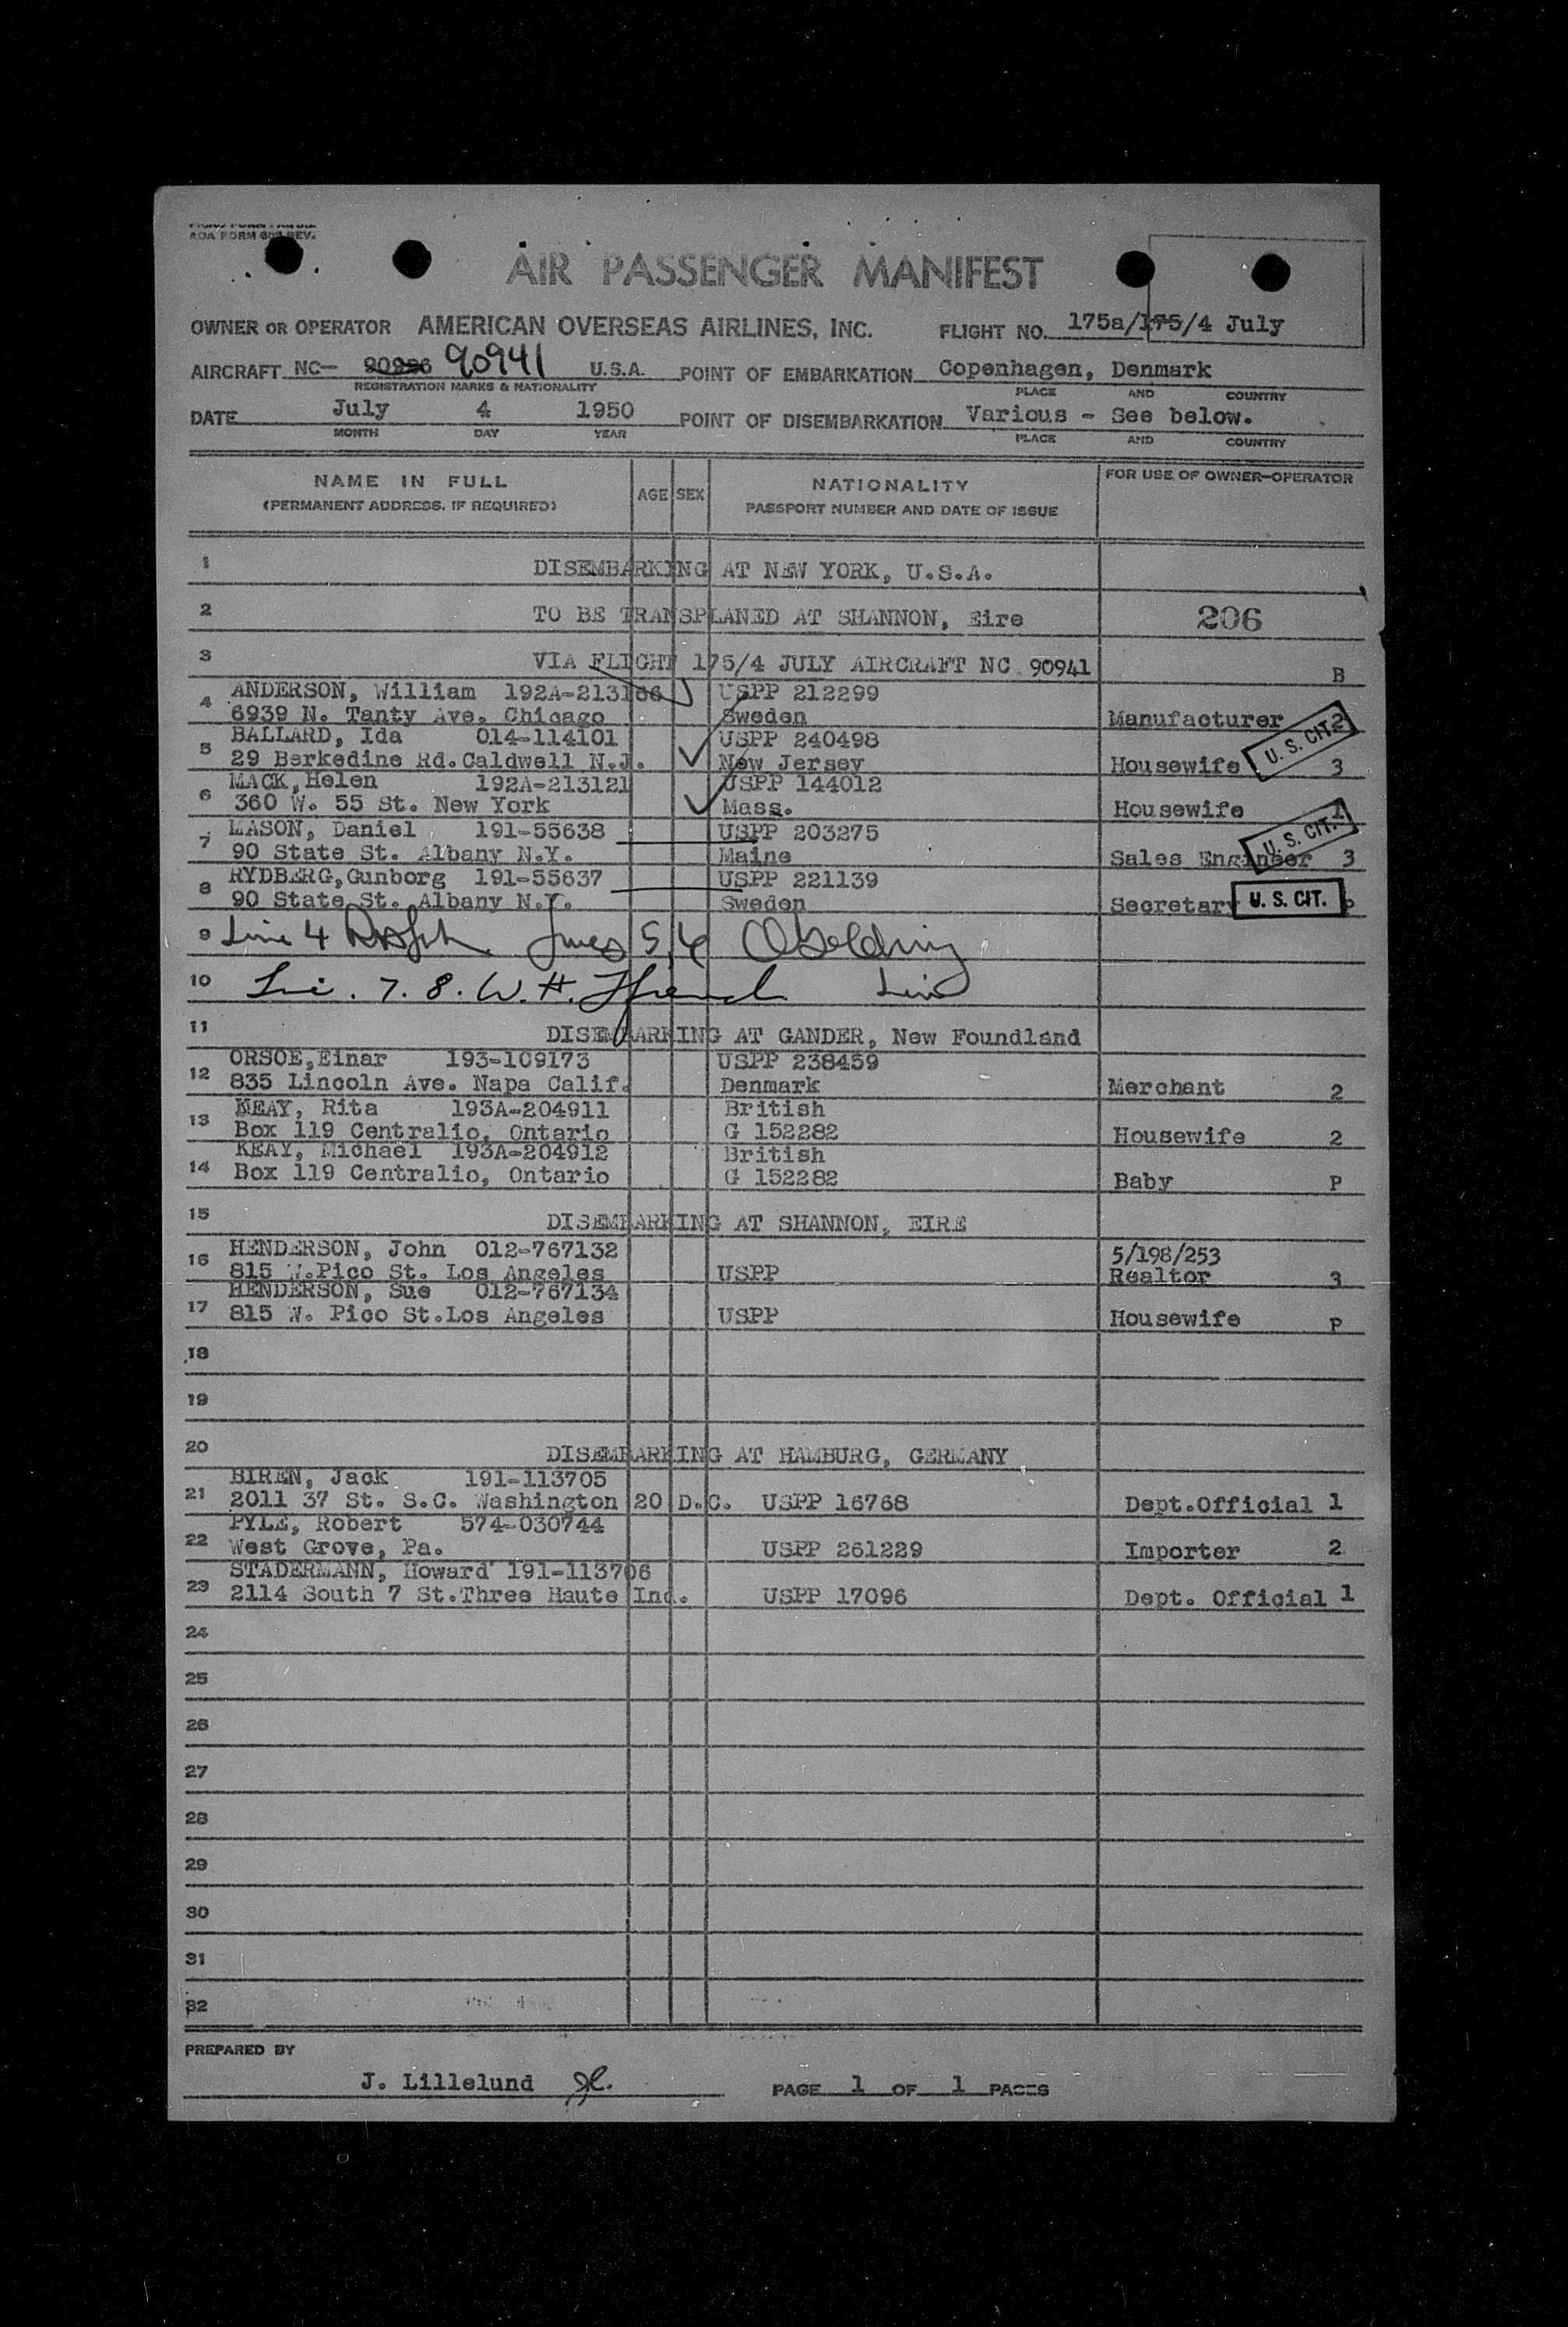 AOA FORM 603 REV.
AIR PASSENGER MANIFEST
OWNER OR OPERATOR AMERICAN OVERSEAS AIRLINES, INC. FLIGHT NO. 175a/175/4 July
AIRCRAFT NC— 90941 U.S.A. POINT OF EMBARKATION Copenhagen, Denmark
REGISTRATION MARKS & NATIONALITY PLACE AND COUNTRY
DATE July 4 1950 POINT OF DISEMBARKATION Various - See below.
MONTH DAY YEAR PLACE AND COUNTRY
NAME IN FULL AGE SEX NATIONALITY FOR USE OF OWNER—OPERATOR
(PERMANENT ADDRESS. IF REQUIRED) PASSPORT NUMBER AND DATE OF ISSUE
1 DISEMBARKING AT NEW YORK, U.S.A.
2 TO BE TRANSPLANED AT SHANNON, Eire 206
3 VIA FLIGHT 175/4 JULY AIRCRAFT NC 90941 B
4 ANDERSON, William 192A-213106 USPP 212299
6939 N. Tanty Ave. Chicago Sweden Manufacturer 2
5 BALLARD, Ida 014-114101 USPP 240498
29 Berkedine Rd.Caldwell N.J. New Jersey Housewife U. S. CIT. 3
6 MACK,Helen 192A-213121 USPP 144012
360 W. 55 St. New York Mass. Housewife 1
7 MASON, Daniel 191-55638 USPP 203275
90 State St. Albany N.Y. Maine Sales Engineer U. S. CIT. 3
8 RYDBERG,Gunborg 191-55637 USPP 221139
90 State St. Albany N.Y. Sweden Secretary U. S. CIT. P
9 Line 4 5,6
10 7. 8. W. H. Line
11 DISEMBARKING AT GANDER, New Foundland
12 ORSOE,Einar 193-109173 USPP 238459
835 Lincoln Ave. Napa Calif. Denmark Merchant 2
13 KEAY, Rita 193A-204911 British
Box 119 Centralio, Ontario G 152282 Housewife 2
14 KEAY, Michael 193A-204912 British
Box 119 Centralio, Ontario G 152282 Baby P
15 DISEMBARKING AT SHANNON, EIRE
16 HENDERSON, John 012-767132 5/198/253
815 W.Pico St. Los Angeles USPP Realtor 3
17 HENDERSON, Sue 012-767134
815 W. Pico St.Los Angeles USPP Housewife P
18
19
20 DISEMBARKING AT HAMBURG, GERMANY
21 BIREN, Jack 191-113705
2011 37 St. S.C. Washington 20 D.C. USPP 16768 Dept.Official 1
22 PYLE, Robert 574-030744
West Grove, Pa. USPP 261229 Importer 2
23 STADERMANN, Howard 191-113706
2114 South 7 St.Three Haute Ind. USPP 17096 Dept. Official 1
24
25
26
27
28
29
30
31
32
PREPARED BY
J. Lillelund PAGE 1 OF 1 PAGES